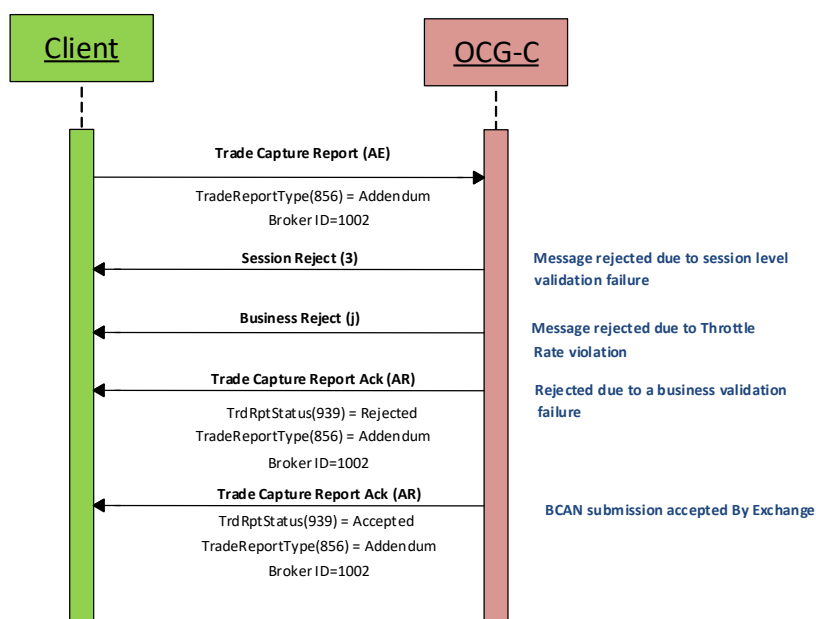 Client
OCG-C
Trade Capture Report (AE)
TradeReportType(856) = Addendum
Broker ID=1002
Session Reject (3)
Message rejected due to session level
validation failure
Business Reject (j)
Message rejected due to Throttle
Rate violation
Trade Capture Report Ack (AR)
Rejected due to a business validation
failure
TrdRptStatus(939) = Rejected
TradeReportType(856) = Addendum
Broker ID=1002
Trade Capture Report Ack (AR)
BCAN submission accepted By Exchange
TrdRptStatus(939) = Accepted
TradeReportType(856) = Addendum
Broker ID=1002